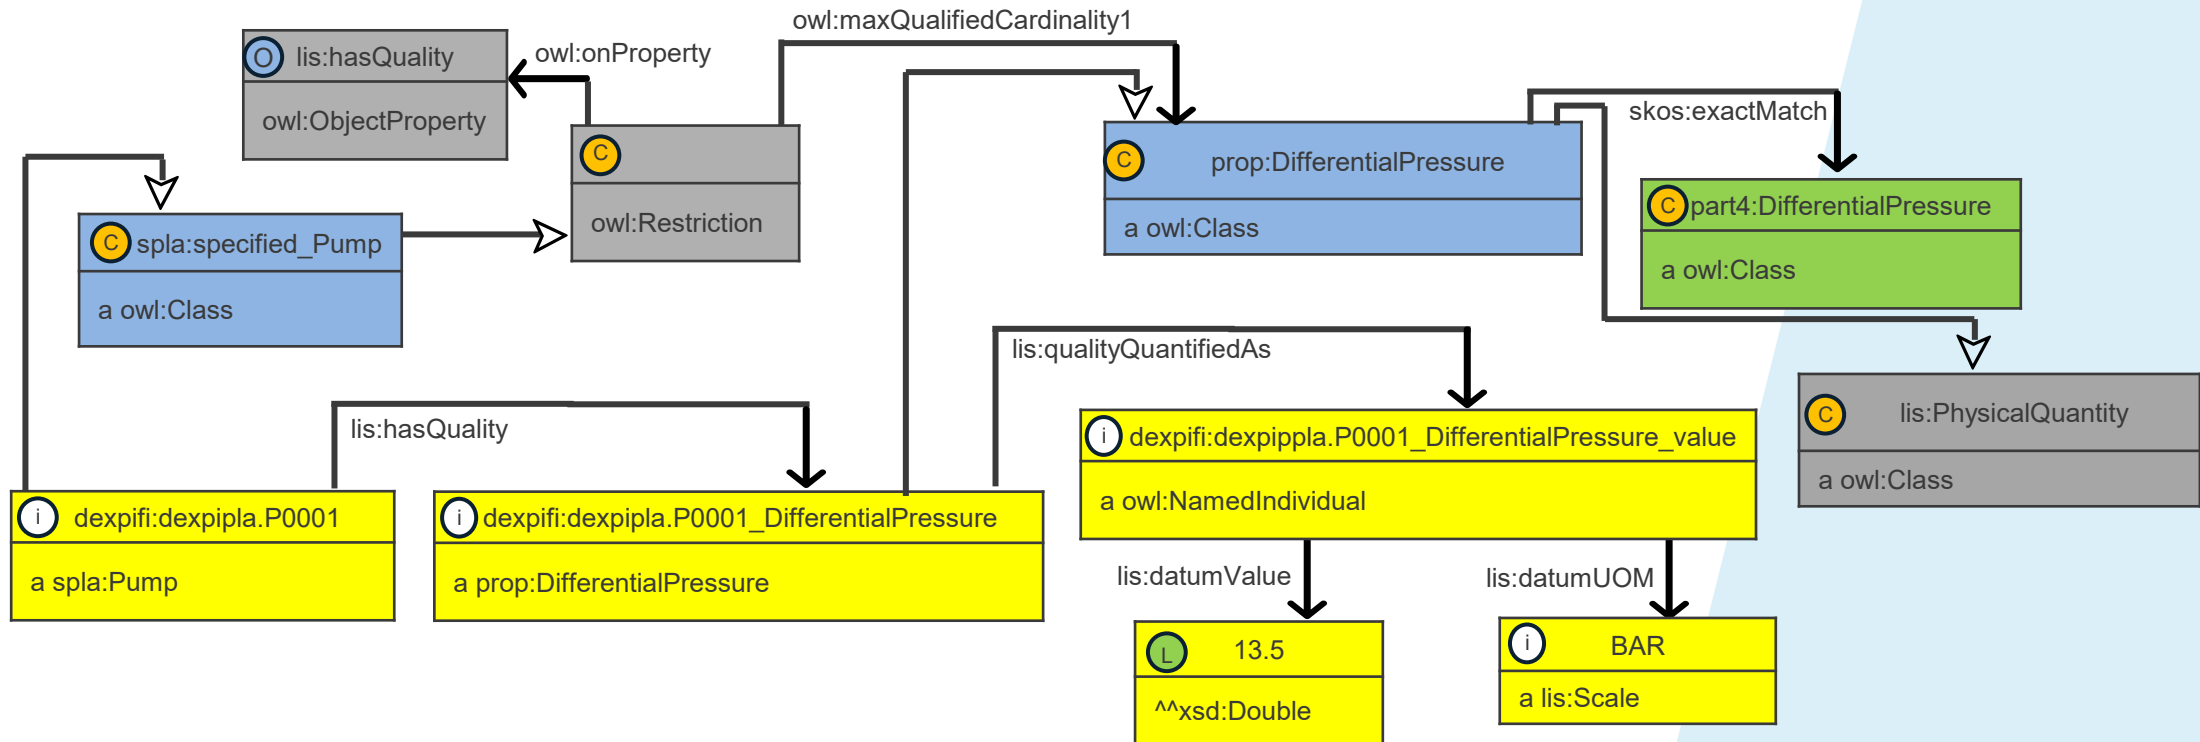 owl:maxQualifiedCardinality1
O lis:hasQuality
owl:onProperty
owl:ObjectProperty
skos:exactMatch
C
owl:Restriction
C prop:DifferentialPressure
a owl:Class
C part4:DifferentialPressure
a owl:Class
C spla:specified_Pump
a owl:Class
lis:qualityQuantifiedAs
lis:hasQuality
C lis:PhysicalQuantity
a owl:Class
i dexpifi:dexpippla.P0001_DifferentialPressure_value
a owl:NamedIndividual
i dexpifi:dexpipla.P0001
a spla:Pump
i dexpifi:dexpipla.P0001_DifferentialPressure
a prop:DifferentialPressure
lis:datumValue
lis:datumUOM
L 13.5
^^xsd:Double
i BAR
a lis:Scale